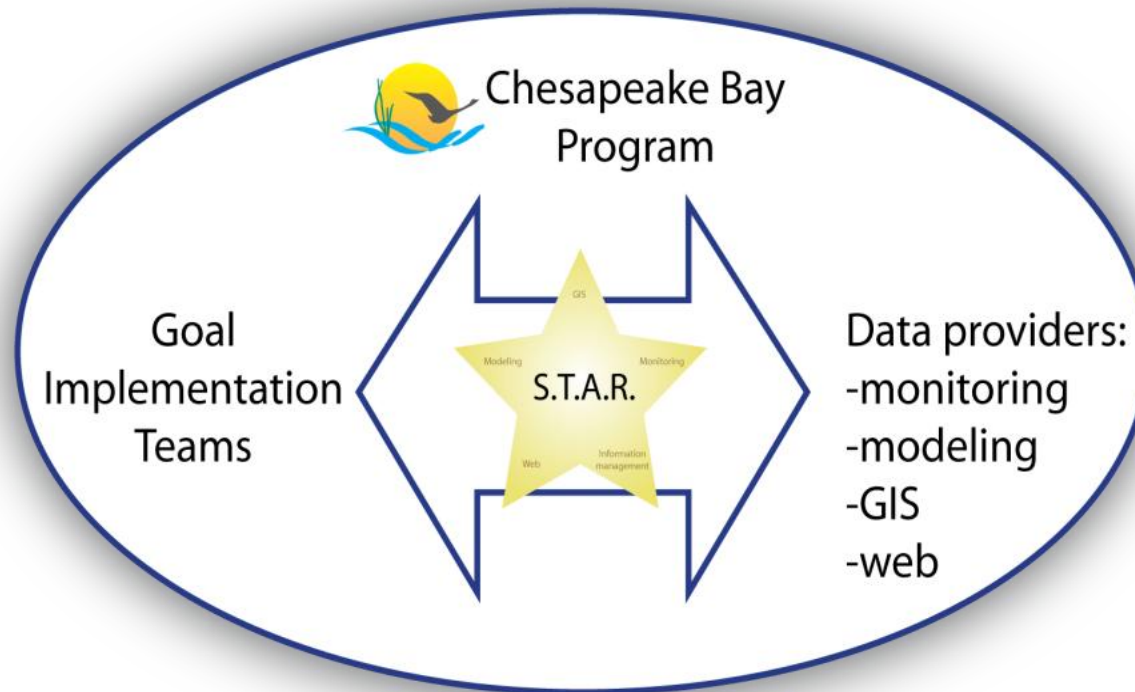 Chesapeake Bay
Program
Goal
Implementation
Teams
GIS
Modeling
Monitoring
S.T.A.R.
Web
Information
management
Data providers:
-monitoring
-modeling
-GIS
-web